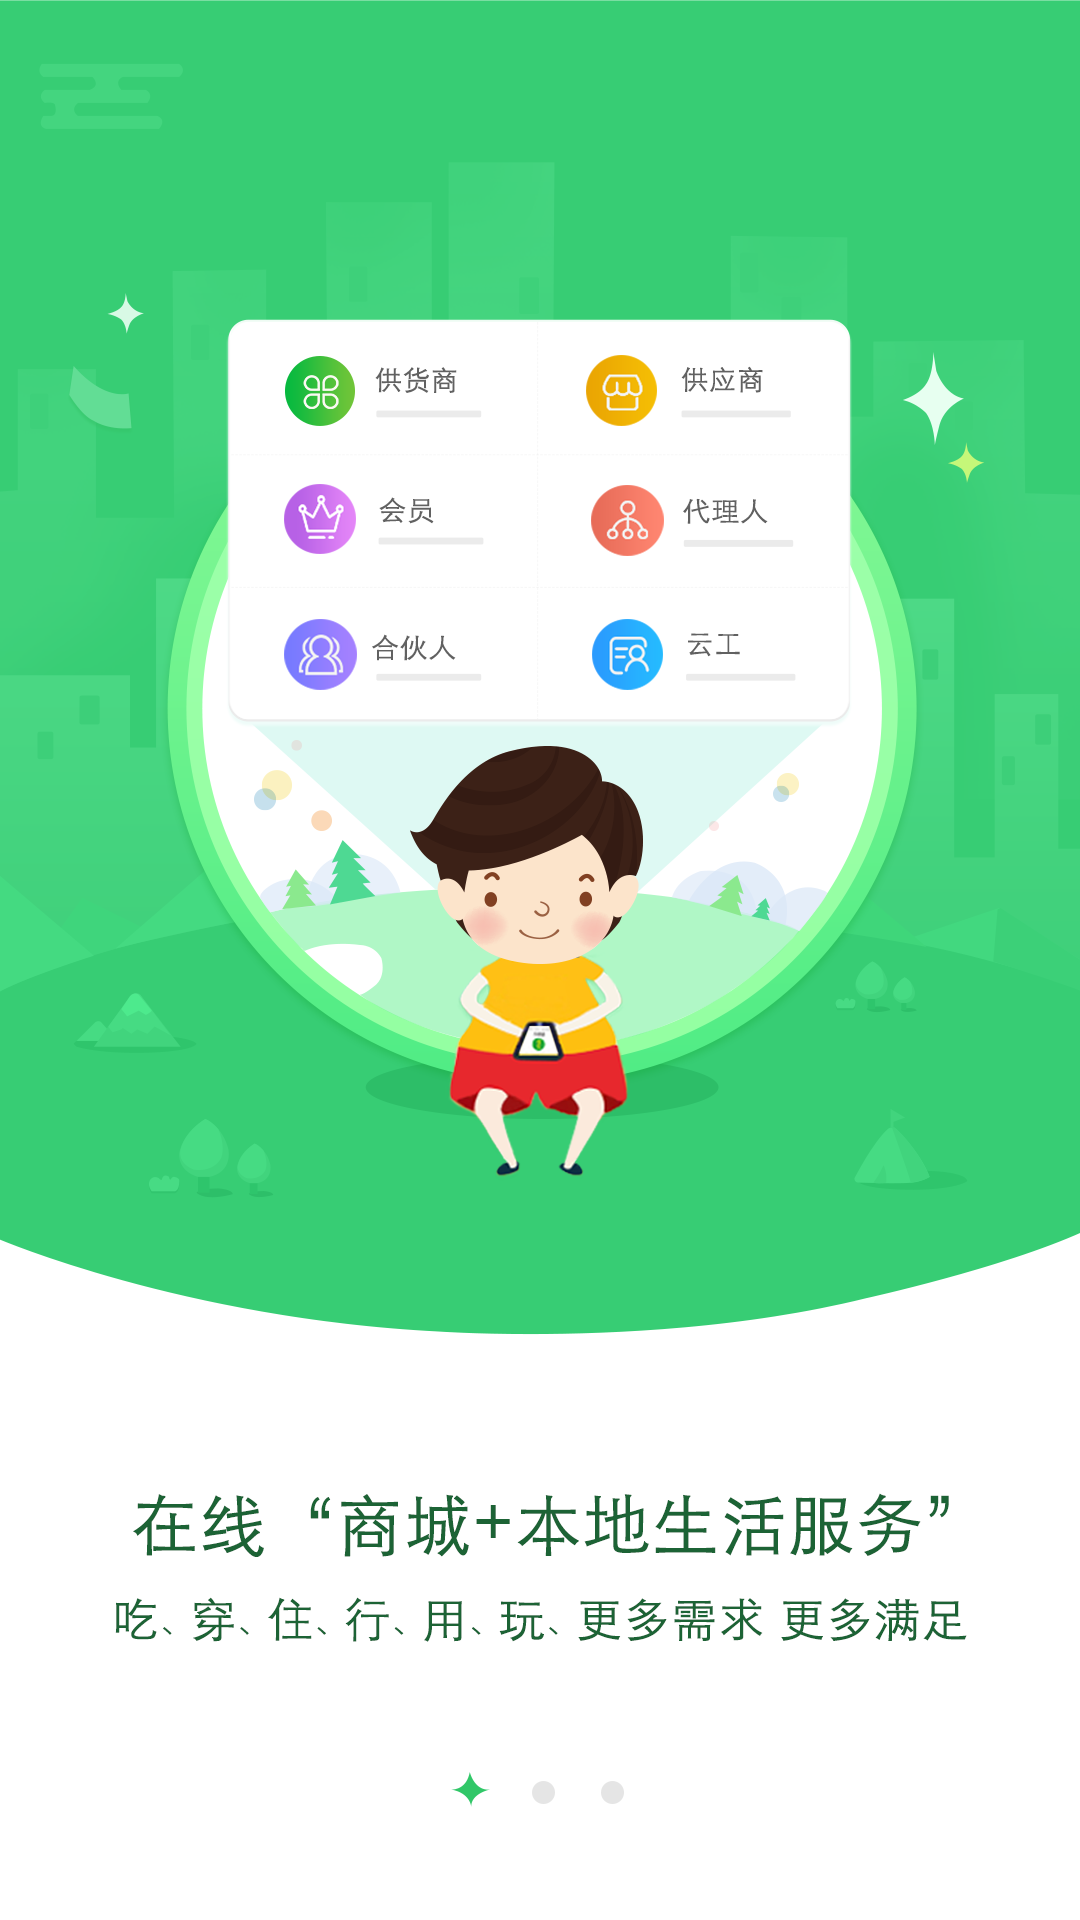 供货商 供应商
会员 代理人
合伙人 云工
在线“商城+本地生活服务”
吃、穿、住、行、用、玩、更多需求 更多满足